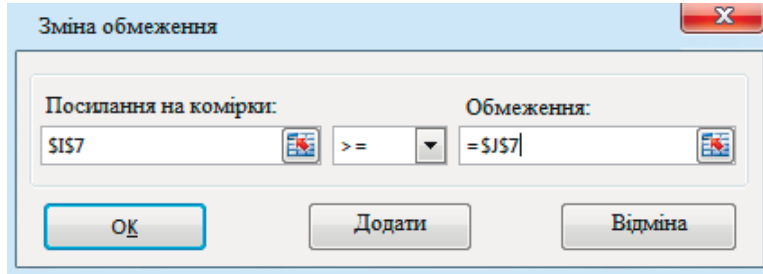 Зміна обмеження
Посилання на комірки: Обмеження:
$I$7 >= =$J$7
OK Додати Відміна